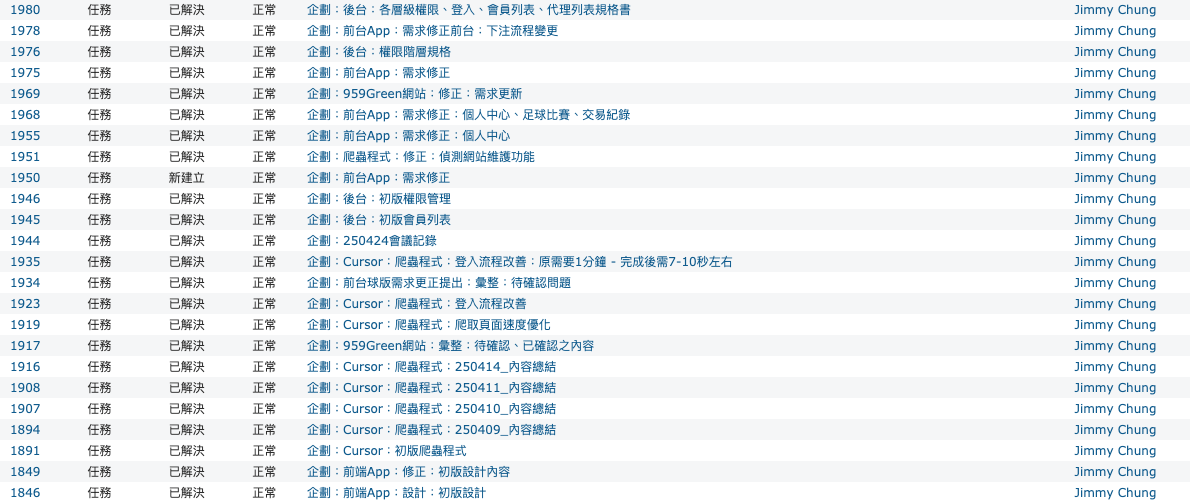 1980 任務 已解決 正常 企劃：後台：各層級權限、登入、會員列表、代理列表規格書 Jimmy Chung
1978 任務 已解決 正常 企劃：前台App：需求修正前台：下注流程變更 Jimmy Chung
1976 任務 已解決 正常 企劃：後台：權限階層規格 Jimmy Chung
1975 任務 已解決 正常 企劃：前台App：需求修正 Jimmy Chung
1969 任務 已解決 正常 企劃：959Green網站：修正：需求更新 Jimmy Chung
1968 任務 已解決 正常 企劃：前台App：需求修正：個人中心、足球比賽、交易紀錄 Jimmy Chung
1955 任務 已解決 正常 企劃：前台App：需求修正：個人中心 Jimmy Chung
1951 任務 已解決 正常 企劃：爬蟲程式：修正：偵測網站維護功能 Jimmy Chung
1950 任務 新建立 正常 企劃：前台App：需求修正 Jimmy Chung
1946 任務 已解決 正常 企劃：後台：初版權限管理 Jimmy Chung
1945 任務 已解決 正常 企劃：後台：初版會員列表 Jimmy Chung
1944 任務 已解決 正常 企劃：250424會議記錄 Jimmy Chung
1935 任務 已解決 正常 企劃：Cursor：爬蟲程式：登入流程改善：原需要1分鐘 - 完成後需7-10秒左右 Jimmy Chung
1934 任務 已解決 正常 企劃：前台球版需求更正提出：彙整：待確認問題 Jimmy Chung
1923 任務 已解決 正常 企劃：Cursor：爬蟲程式：登入流程改善 Jimmy Chung
1919 任務 已解決 正常 企劃：Cursor：爬蟲程式：爬取頁面速度優化 Jimmy Chung
1917 任務 已解決 正常 企劃：959Green網站：彙整：待確認、已確認之內容 Jimmy Chung
1916 任務 已解決 正常 企劃：Cursor：爬蟲程式：250414_內容總結 Jimmy Chung
1908 任務 已解決 正常 企劃：Cursor：爬蟲程式：250411_內容總結 Jimmy Chung
1907 任務 已解決 正常 企劃：Cursor：爬蟲程式：250410_內容總結 Jimmy Chung
1894 任務 已解決 正常 企劃：Cursor：爬蟲程式：250409_內容總結 Jimmy Chung
1891 任務 已解決 正常 企劃：Cursor：初版爬蟲程式 Jimmy Chung
1849 任務 已解決 正常 企劃：前端App：修正：初版設計內容 Jimmy Chung
1846 任務 已解決 正常 企劃：前端App：設計：初版設計 Jimmy Chung